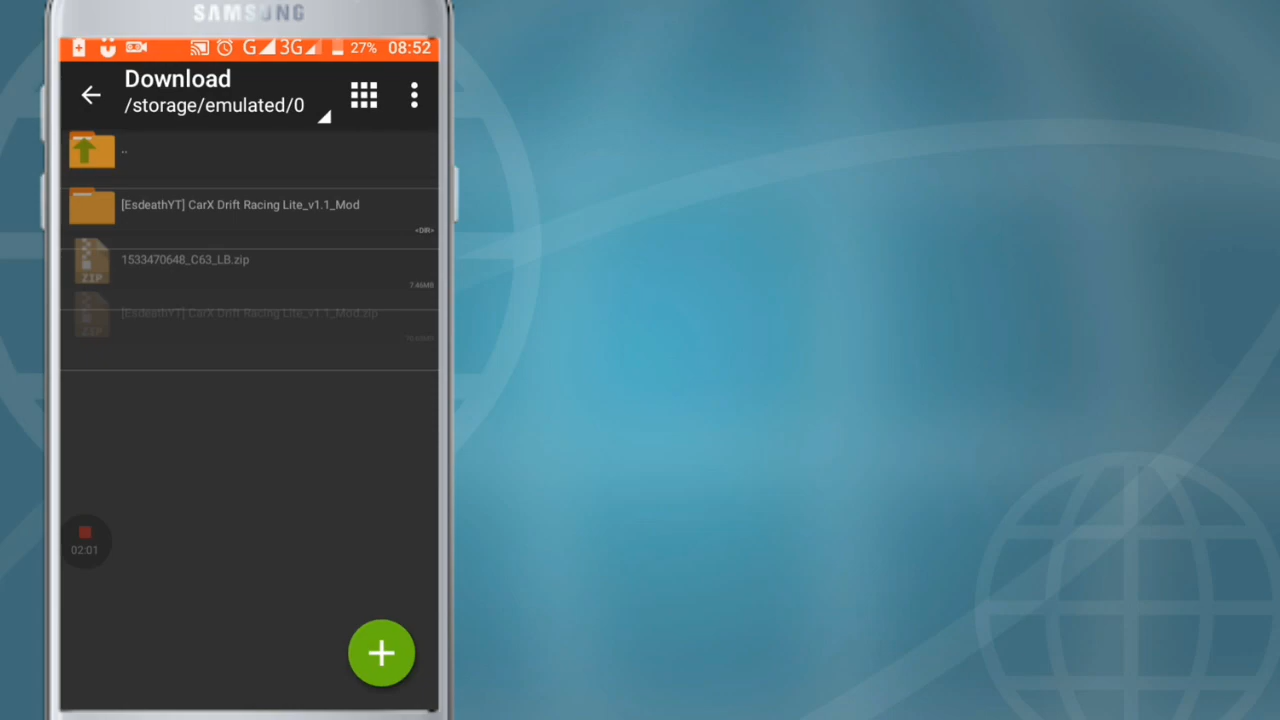 SAMSUNG
G 3G 27% 08:52
Download
/storage/emulated/0
..
[EsdeathYT] CarX Drift Racing Lite_v1.1_Mod
<DIR>
1533470648_C63_LB.zip
ZIP
7.46MB
[EsdeathYT] CarX Drift Racing Lite_v1.1_Mod.zip
ZIP
02:01